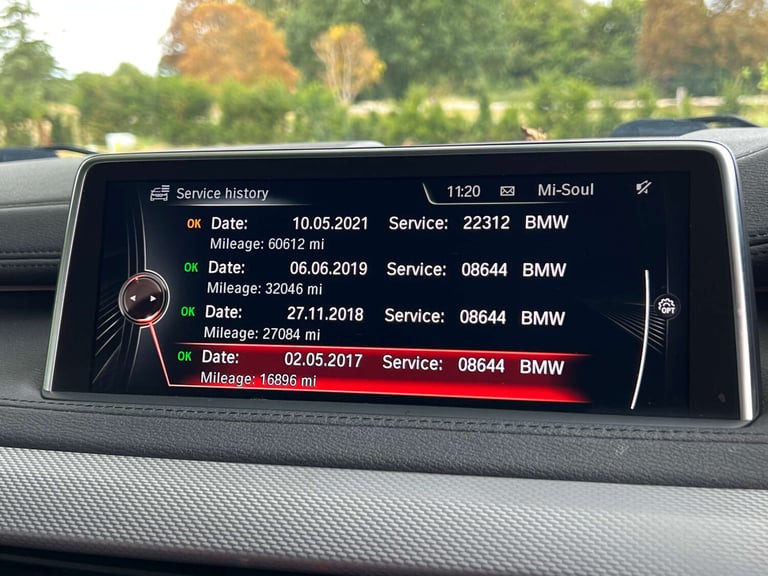 Service history 11:20 Mi-Soul
OK Date: 10.05.2021 Service: 22312 BMW
Mileage: 60612 mi
OK Date: 06.06.2019 Service: 08644 BMW
Mileage: 32046 mi
OK Date: 27.11.2018 Service: 08644 BMW
Mileage: 27084 mi
OK Date: 02.05.2017 Service: 08644 BMW
Mileage: 16896 mi
OPT